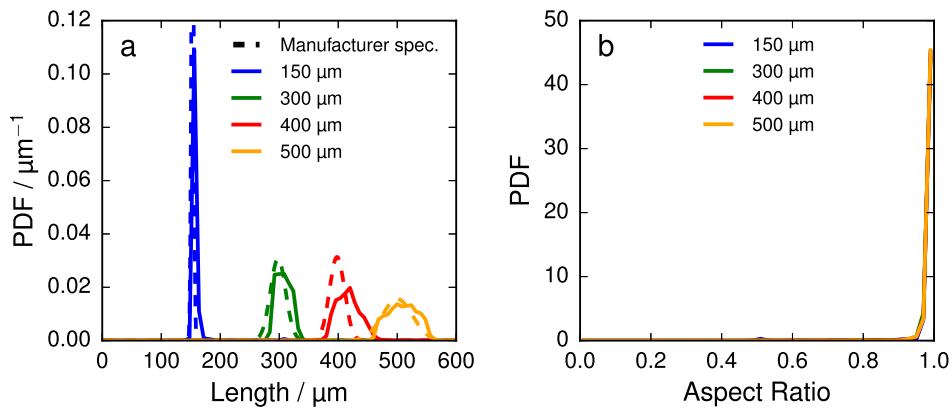 a
Manufacturer spec.
150 μm
300 μm
400 μm
500 μm
0.12
0.10
0.08
0.06
0.04
0.02
0.00
PDF / μm⁻¹
0 100 200 300 400 500 600
Length / μm
b
150 μm
300 μm
400 μm
500 μm
50
40
30
20
10
0
PDF
0.0 0.2 0.4 0.6 0.8 1.0
Aspect Ratio